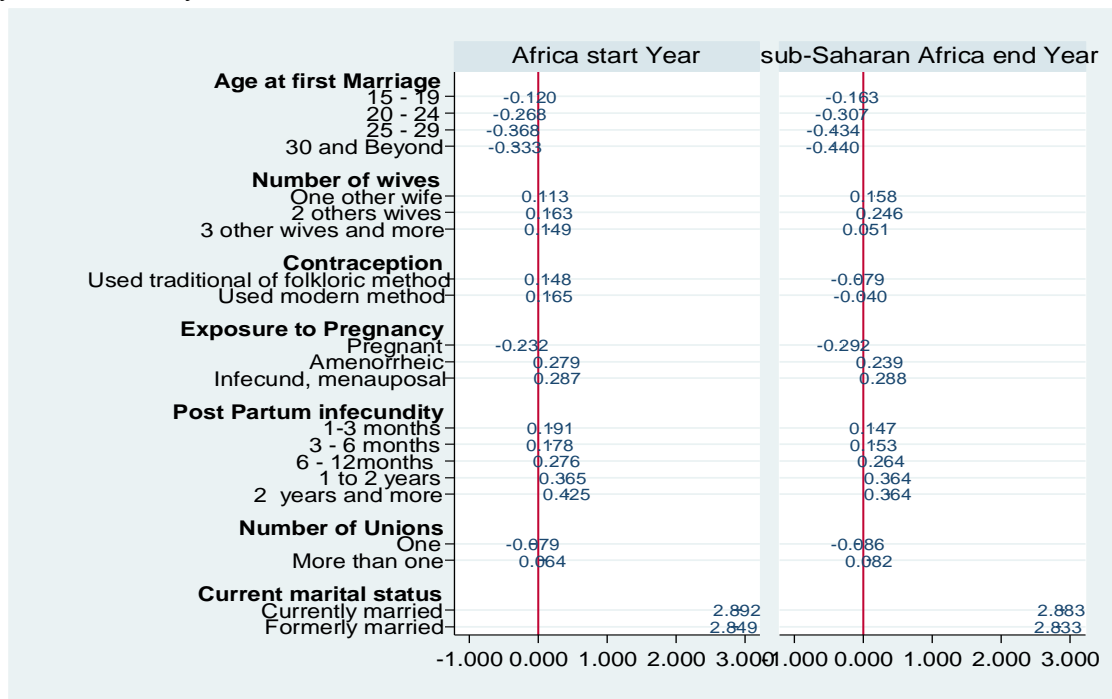 Africa start Year sub-Saharan Africa end Year
Age at first Marriage
15 - 19 -0.120 -0.163
20 - 24 -0.268 -0.307
25 - 29 -0.368 -0.434
30 and Beyond -0.333 -0.440
Number of wives
One other wife 0.113 0.158
2 others wives 0.163 0.246
3 other wives and more 0.149 0.051
Contraception
Used traditional of folkloric method 0.148 -0.079
Used modern method 0.165 -0.040
Exposure to Pregnancy
Pregnant -0.232 -0.292
Amenorrheic 0.279 0.239
Infecund, menauposal 0.287 0.288
Post Partum infecundity
1-3 months 0.191 0.147
3 - 6 months 0.178 0.153
6 - 12months 0.276 0.264
1 to 2 years 0.365 0.364
2 years and more 0.425 0.364
Number of Unions
One -0.079 -0.086
More than one 0.064 0.082
Current marital status
Currently married 2.892 2.883
Formerly married 2.849 2.833
-1.000 0.000 1.000 2.000 3.000 -1.000 0.000 1.000 2.000 3.000